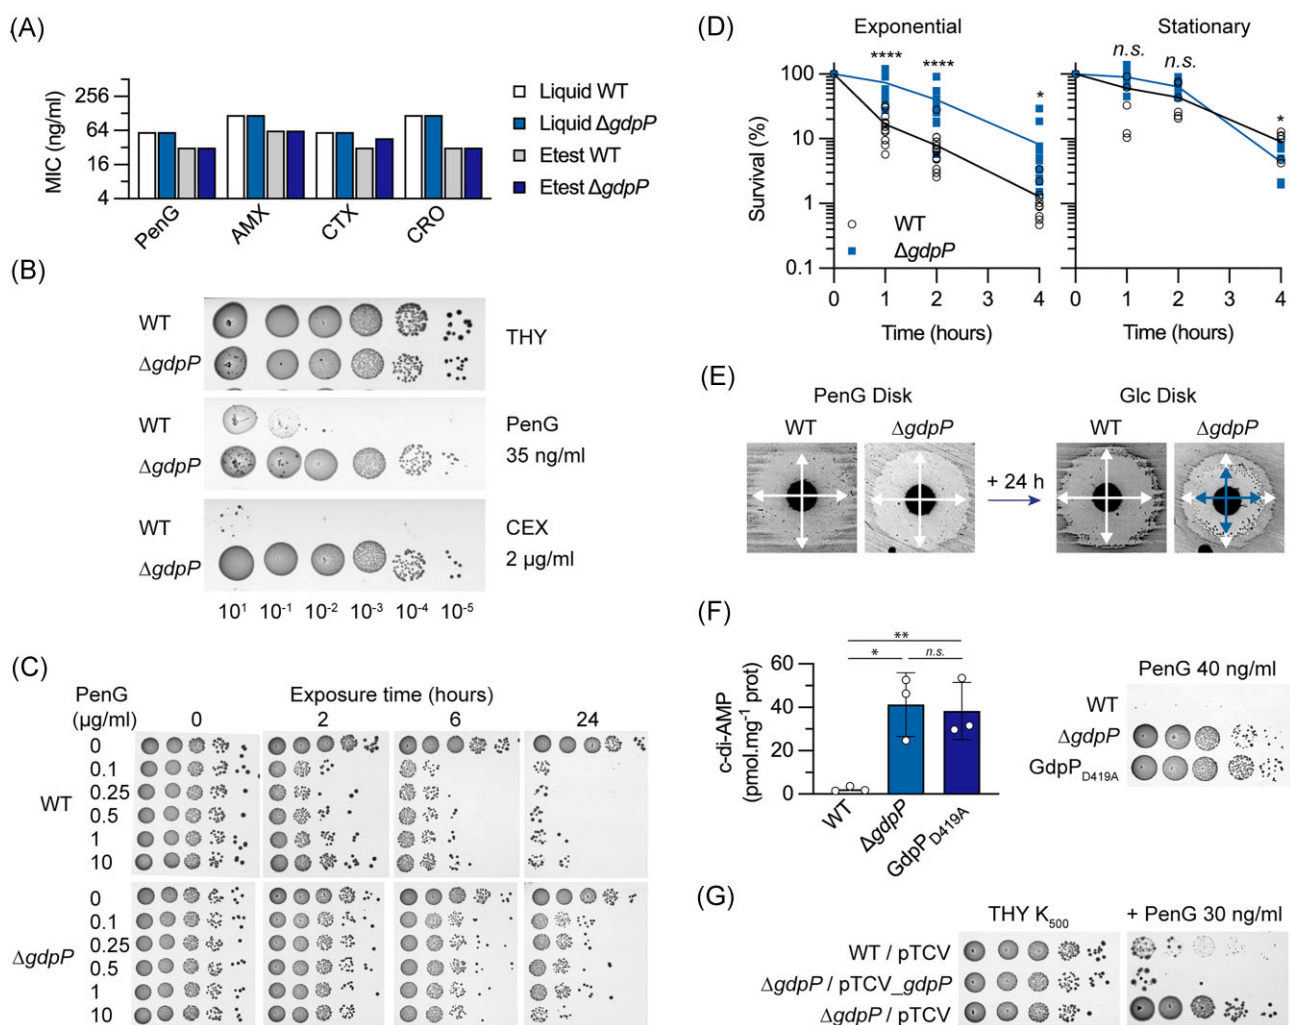 (A)
MIC (ng/ml)
256
64
16
4
PenG
AMX
CTX
CRO
Liquid WT
Liquid ΔgdpP
Etest WT
Etest ΔgdpP
(B)
WT
ΔgdpP
THY
WT
ΔgdpP
PenG
35 ng/ml
WT
ΔgdpP
CEX
2 µg/ml
10¹ 10⁻¹ 10⁻² 10⁻³ 10⁻⁴ 10⁻⁵
(C)
PenG
(µg/ml)
Exposure time (hours)
0 2 6 24
WT
0
0.1
0.25
0.5
1
10
ΔgdpP
0
0.1
0.25
0.5
1
10
(D)
Exponential
Stationary
Survival (%)
100
10
1
0.1
**** **** *
n.s. n.s. *
WT
ΔgdpP
0 1 2 3 4
0 1 2 3 4
Time (hours)
Time (hours)
(E)
PenG Disk
Glc Disk
WT ΔgdpP
+ 24 h
WT ΔgdpP
(F)
c-di-AMP
(pmol.mg⁻¹ prot)
60
40
20
0
**
* n.s.
WT
ΔgdpP
GdpP_D419A
PenG 40 ng/ml
WT
ΔgdpP
GdpP_D419A
(G)
THY K₅₀₀
+ PenG 30 ng/ml
WT / pTCV
ΔgdpP / pTCV_gdpP
ΔgdpP / pTCV